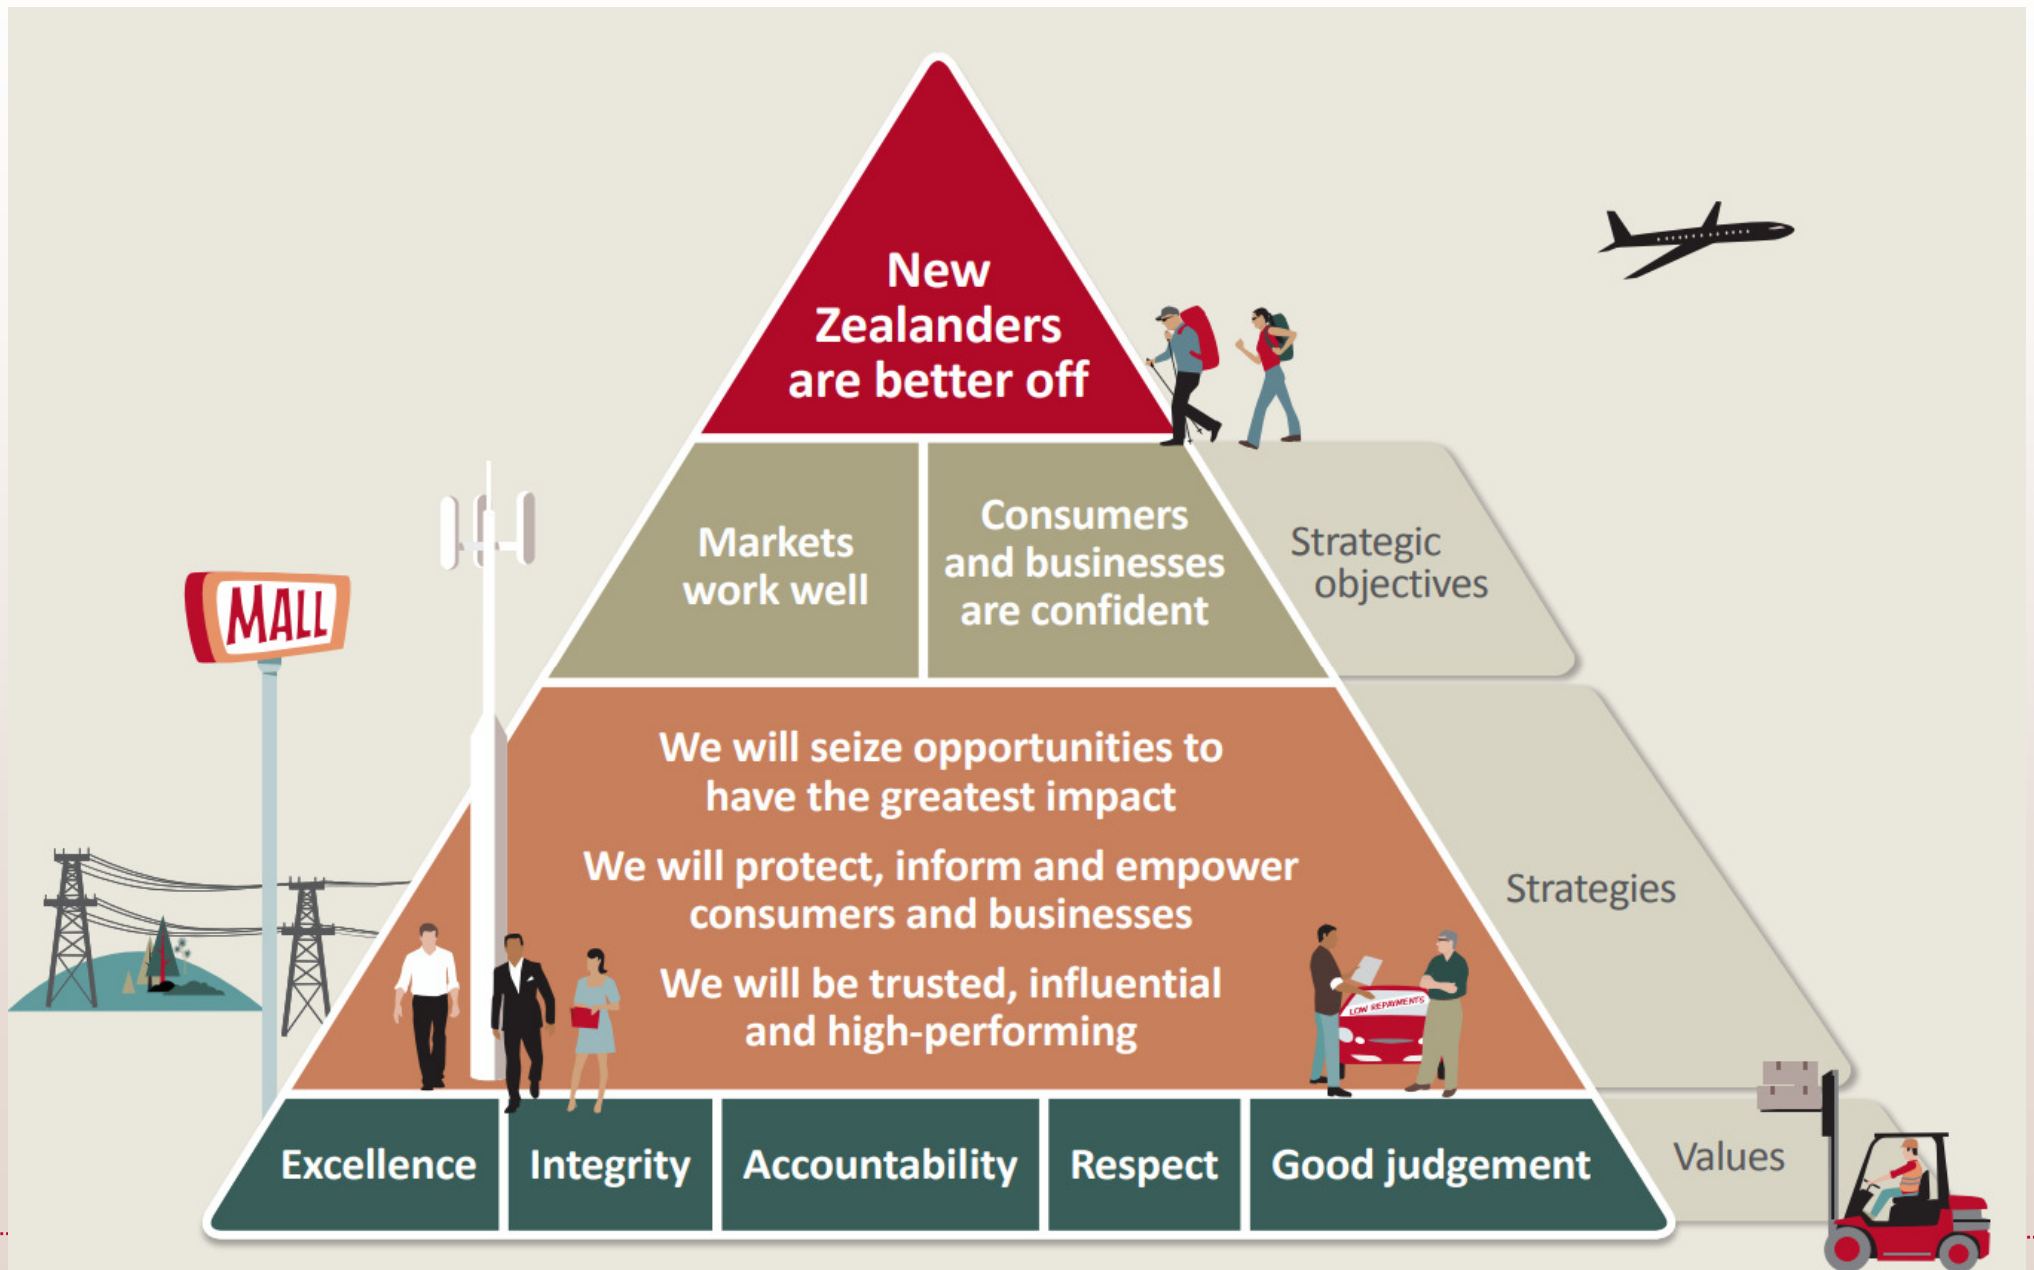 New
Zealanders
are better off
Markets
work well
Consumers
and businesses
are confident
Strategic
objectives
MALL
We will seize opportunities to
have the greatest impact
We will protect, inform and empower
consumers and businesses
We will be trusted, influential
and high-performing
Strategies
LOW REPAYMENTS
Excellence
Integrity
Accountability
Respect
Good judgement
Values